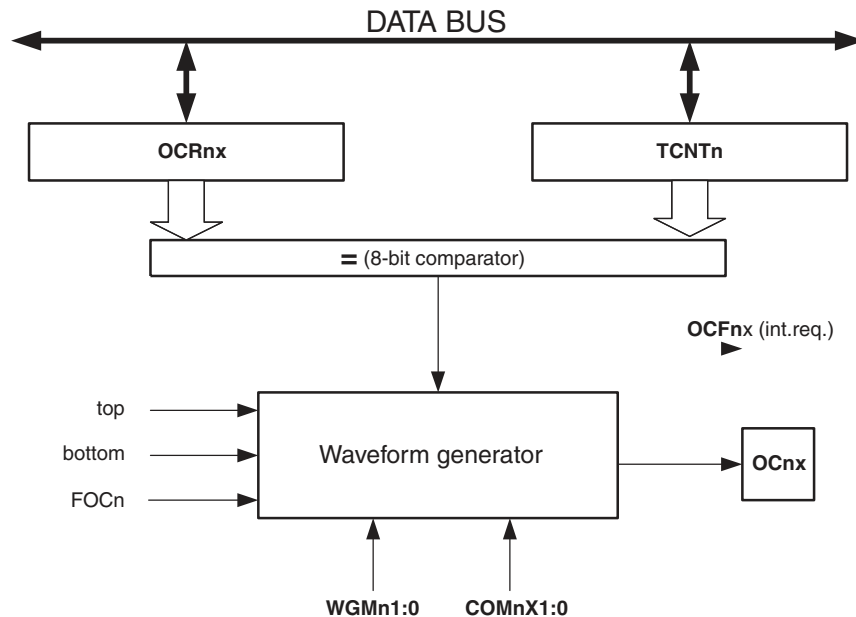 DATA BUS
OCRnx
TCNTn
= (8-bit comparator)
OCFnx (int.req.)
top
bottom
FOCn
Waveform generator
OCnx
WGMn1:0
COMnX1:0